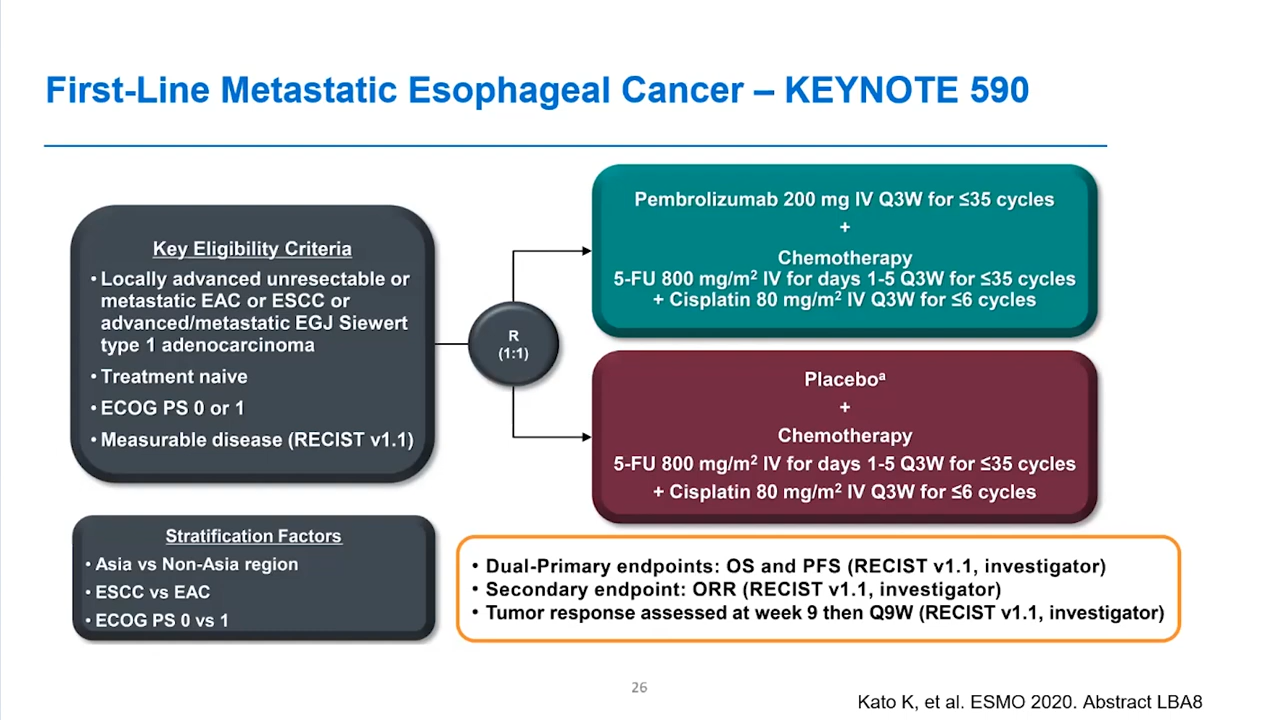 First-Line Metastatic Esophageal Cancer – KEYNOTE 590
Key Eligibility Criteria
• Locally advanced unresectable or
metastatic EAC or ESCC or
advanced/metastatic EGJ Siewert
type 1 adenocarcinoma
• Treatment naive
• ECOG PS 0 or 1
• Measurable disease (RECIST v1.1)
R
(1:1)
Pembrolizumab 200 mg IV Q3W for ≤35 cycles
+
Chemotherapy
5-FU 800 mg/m² IV for days 1-5 Q3W for ≤35 cycles
+ Cisplatin 80 mg/m² IV Q3W for ≤6 cycles
Placeboᵃ
+
Chemotherapy
5-FU 800 mg/m² IV for days 1-5 Q3W for ≤35 cycles
+ Cisplatin 80 mg/m² IV Q3W for ≤6 cycles
Stratification Factors
• Asia vs Non-Asia region
• ESCC vs EAC
• ECOG PS 0 vs 1
• Dual-Primary endpoints: OS and PFS (RECIST v1.1, investigator)
• Secondary endpoint: ORR (RECIST v1.1, investigator)
• Tumor response assessed at week 9 then Q9W (RECIST v1.1, investigator)
26
Kato K, et al. ESMO 2020. Abstract LBA8